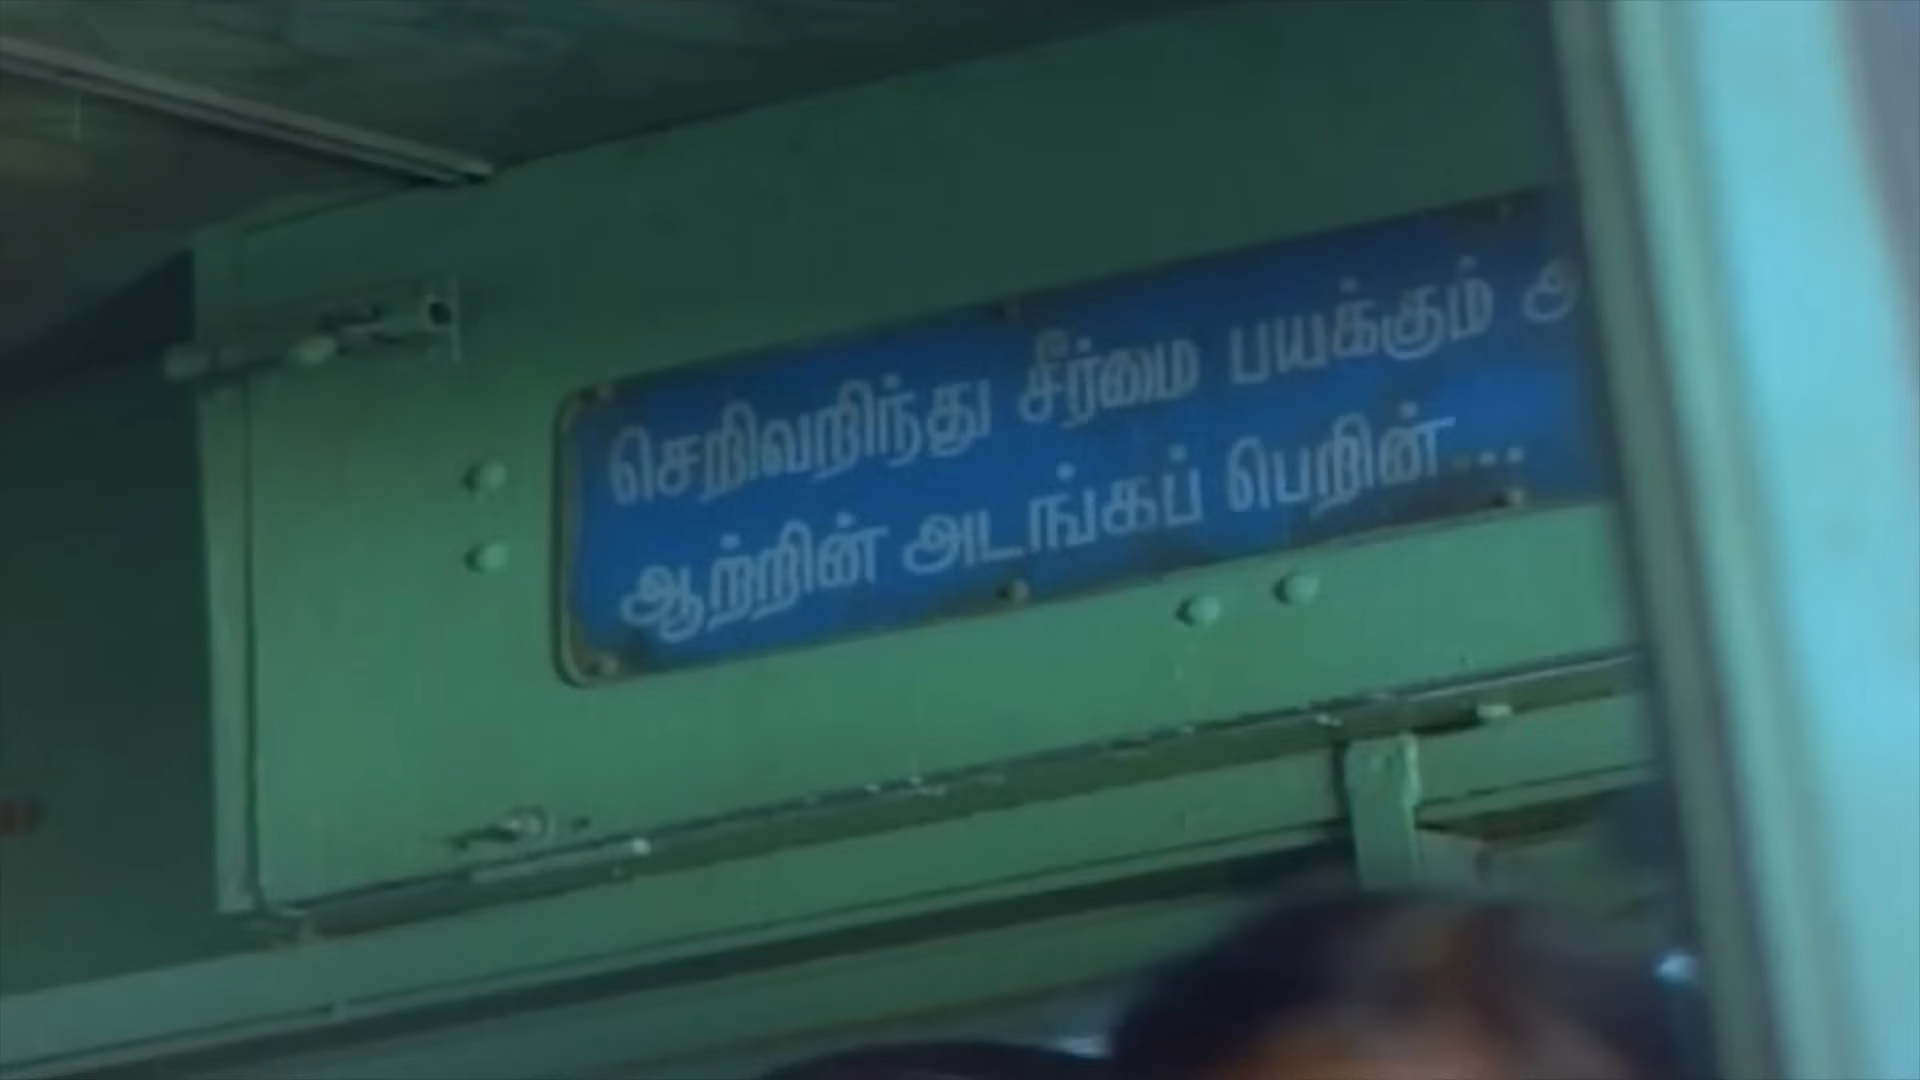 செறிவறிந்து சீர்மை பயக்கும்
ஆற்றின் அடங்கப் பெறின்...